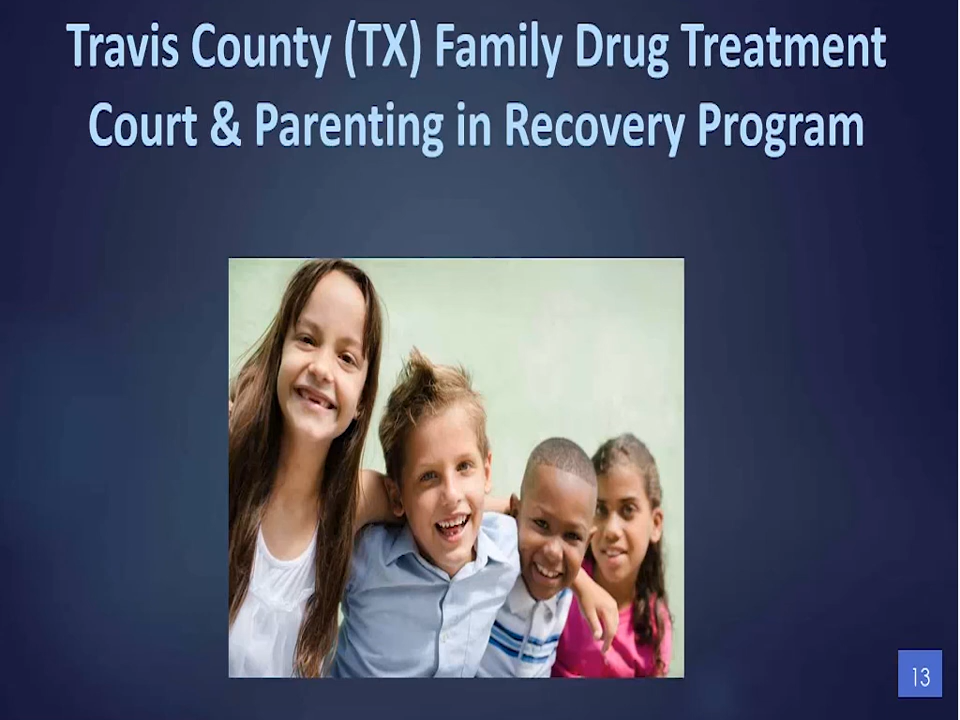 Travis County (TX) Family Drug Treatment
Court & Parenting in Recovery Program
13